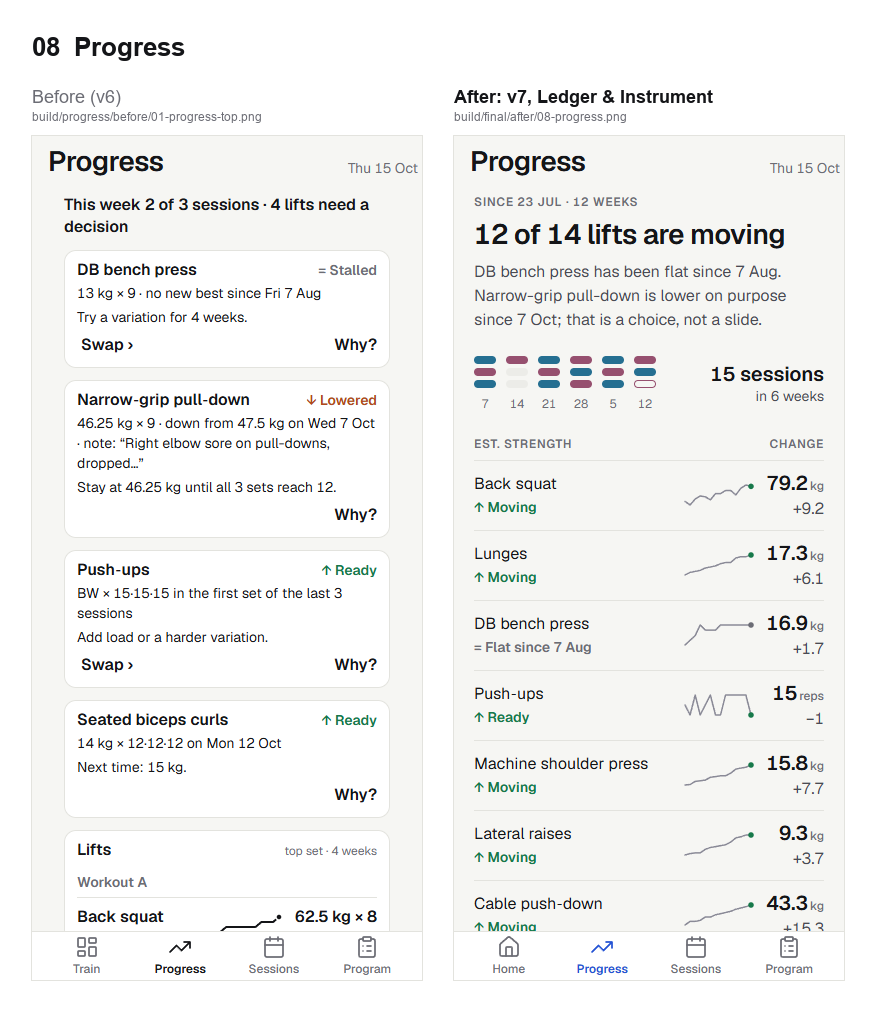 08 Progress
Before (v6)
build/progress/before/01-progress-top.png
Progress
Thu 15 Oct
This week 2 of 3 sessions · 4 lifts need a
decision
DB bench press
= Stalled
13 kg × 9 · no new best since Fri 7 Aug
Try a variation for 4 weeks.
Swap ›
Why?
Narrow-grip pull-down
↓ Lowered
46.25 kg × 9 · down from 47.5 kg on Wed 7 Oct
· note: “Right elbow sore on pull-downs,
dropped…”
Stay at 46.25 kg until all 3 sets reach 12.
Why?
Push-ups
↑ Ready
BW × 15·15·15 in the first set of the last 3
sessions
Add load or a harder variation.
Swap ›
Why?
Seated biceps curls
↑ Ready
14 kg × 12·12·12 on Mon 12 Oct
Next time: 15 kg.
Why?
Lifts
top set · 4 weeks
Workout A
Back squat
62.5 kg × 8
Train
Progress
Sessions
Program
After: v7, Ledger & Instrument
build/final/after/08-progress.png
Progress
Thu 15 Oct
SINCE 23 JUL · 12 WEEKS
12 of 14 lifts are moving
DB bench press has been flat since 7 Aug.
Narrow-grip pull-down is lower on purpose
since 7 Oct; that is a choice, not a slide.
7 14 21 28 5 12
15 sessions
in 6 weeks
EST. STRENGTH
CHANGE
Back squat
↑ Moving
79.2 kg
+9.2
Lunges
↑ Moving
17.3 kg
+6.1
DB bench press
= Flat since 7 Aug
16.9 kg
+1.7
Push-ups
↑ Ready
15 reps
−1
Machine shoulder press
↑ Moving
15.8 kg
+7.7
Lateral raises
↑ Moving
9.3 kg
+3.7
Cable push-down
↑ Moving
43.3 kg
+15.3
Home
Progress
Sessions
Program